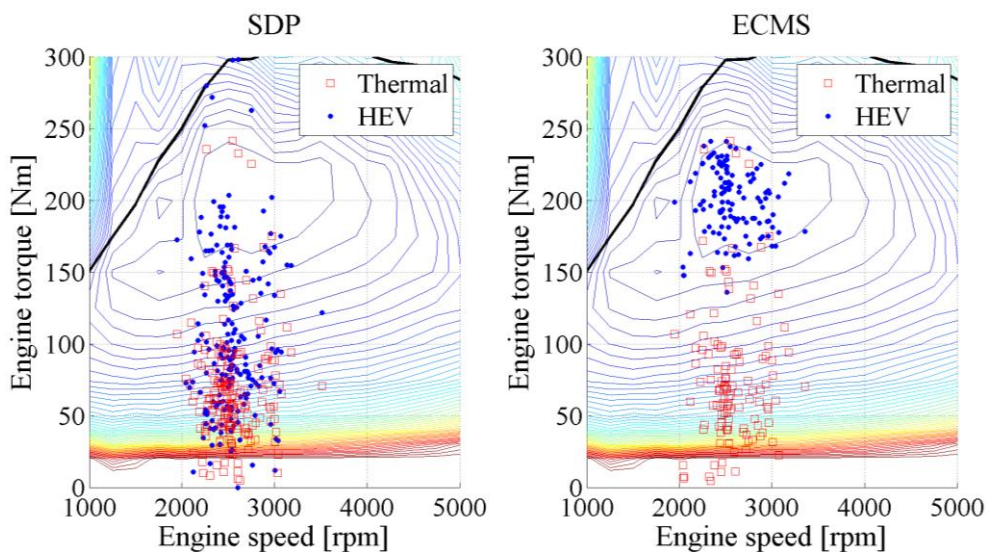 SDP
300
250
200
150
100
50
0
Engine torque [Nm]
Thermal
HEV
1000 2000 3000 4000 5000
Engine speed [rpm]
ECMS
300
250
200
150
100
50
0
Engine torque [Nm]
Thermal
HEV
1000 2000 3000 4000 5000
Engine speed [rpm]